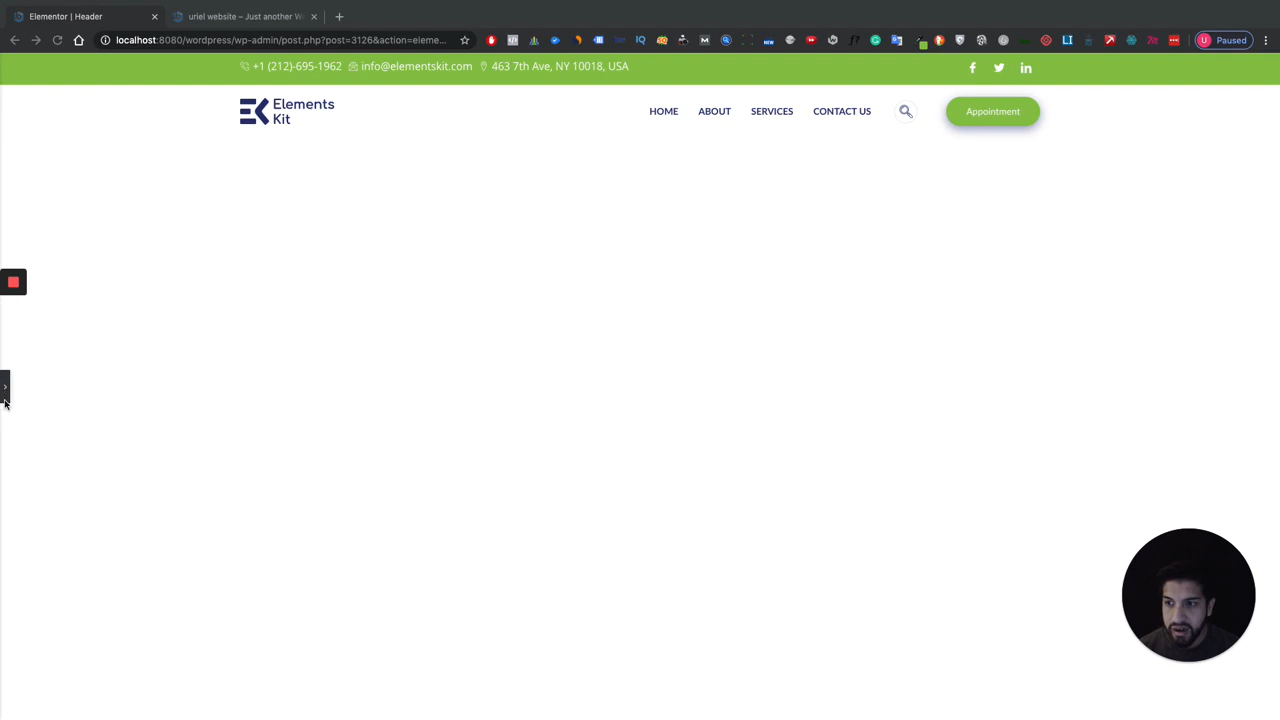 Elementor | Header
uriel website – Just another W
localhost:8080/wordpress/wp-admin/post.php?post=3126&action=eleme...
Paused
+1 (212)-695-1962 info@elementskit.com 463 7th Ave, NY 10018, USA
Elements
Kit
HOME ABOUT SERVICES CONTACT US
Appointment